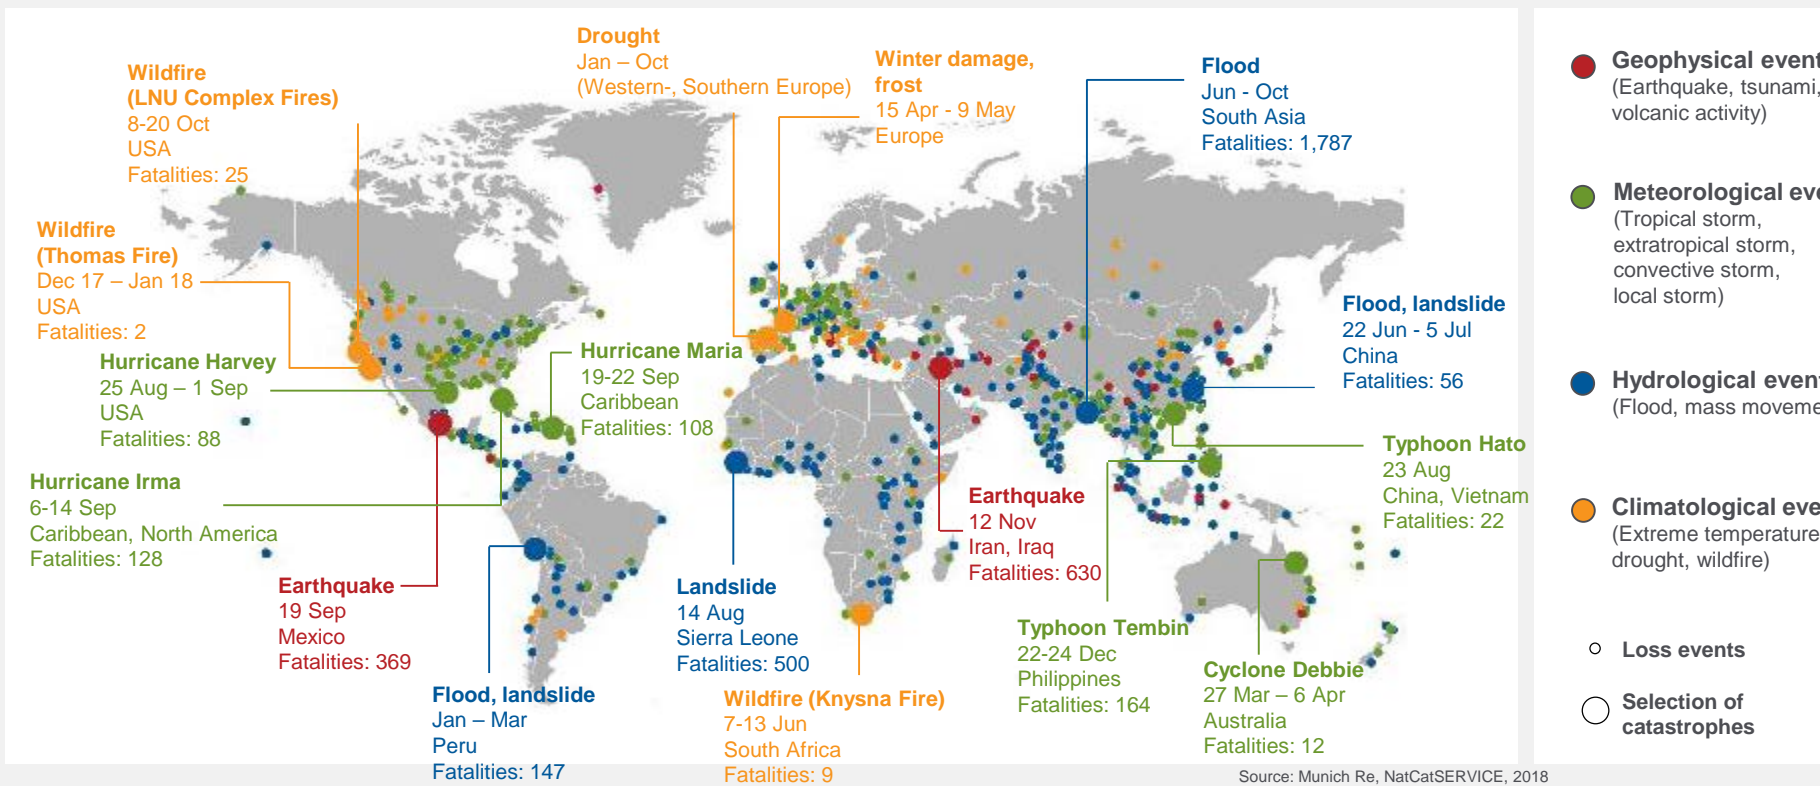 Wildfire
(LNU Complex Fires)
8-20 Oct
USA
Fatalities: 25
Wildfire
(Thomas Fire)
Dec 17 – Jan 18
USA
Fatalities: 2
Hurricane Harvey
25 Aug – 1 Sep
USA
Fatalities: 88
Hurricane Irma
6-14 Sep
Caribbean, North America
Fatalities: 128
Earthquake
19 Sep
Mexico
Fatalities: 369
Flood, landslide
Jan – Mar
Peru
Fatalities: 147
Drought
Jan – Oct
(Western-, Southern Europe)
Winter damage,
frost
15 Apr - 9 May
Europe
Hurricane Maria
19-22 Sep
Caribbean
Fatalities: 108
Landslide
14 Aug
Sierra Leone
Fatalities: 500
Wildfire (Knysna Fire)
7-13 Jun
South Africa
Fatalities: 9
Flood
Jun - Oct
South Asia
Fatalities: 1,787
Flood, landslide
22 Jun - 5 Jul
China
Fatalities: 56
Typhoon Hato
23 Aug
China, Vietnam
Fatalities: 22
Earthquake
12 Nov
Iran, Iraq
Fatalities: 630
Typhoon Tembin
22-24 Dec
Philippines
Fatalities: 164
Cyclone Debbie
27 Mar – 6 Apr
Australia
Fatalities: 12
Geophysical event
(Earthquake, tsunami,
volcanic activity)
Meteorological eve
(Tropical storm,
extratropical storm,
convective storm,
local storm)
Hydrological event
(Flood, mass moveme
Climatological eve
(Extreme temperature
drought, wildfire)
Loss events
Selection of
catastrophes
Source: Munich Re, NatCatSERVICE, 2018